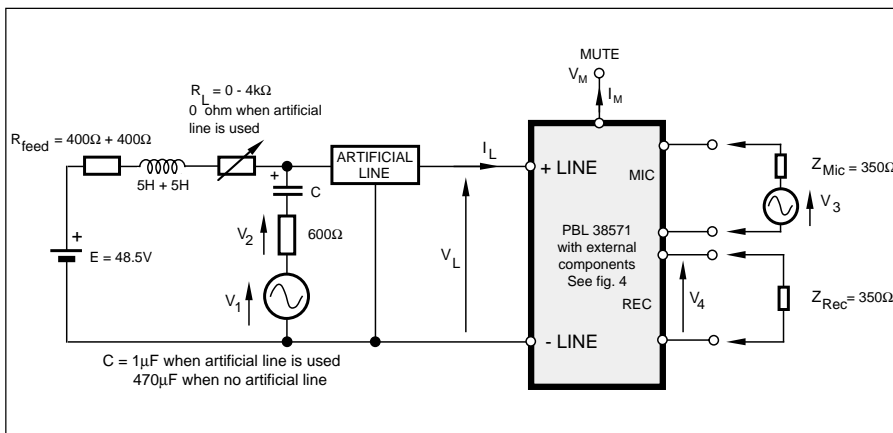 MUTE
V_M
I_M
R_L = 0 - 4kΩ
0 ohm when artificial
line is used
R_feed = 400Ω + 400Ω
5H + 5H
ARTIFICIAL
LINE
I_L
+ LINE
MIC
Z_Mic = 350Ω
+
C
V_3
PBL 38571
with external
components
See fig. 4
V_2
600Ω
+
E = 48.5V
V_L
V_1
REC
V_4
Z_Rec = 350Ω
- LINE
C = 1µF when artificial line is used
470µF when no artificial line